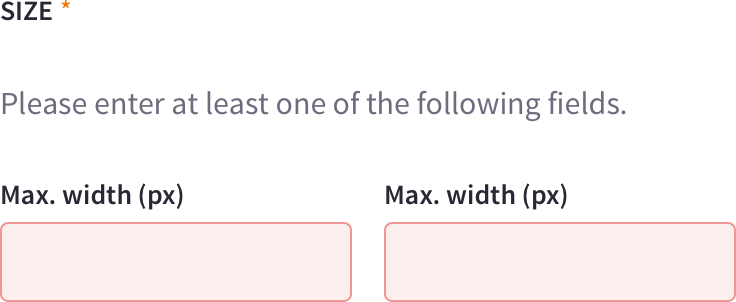 SIZE *
Please enter at least one of the following fields.
Max. width (px) Max. width (px)